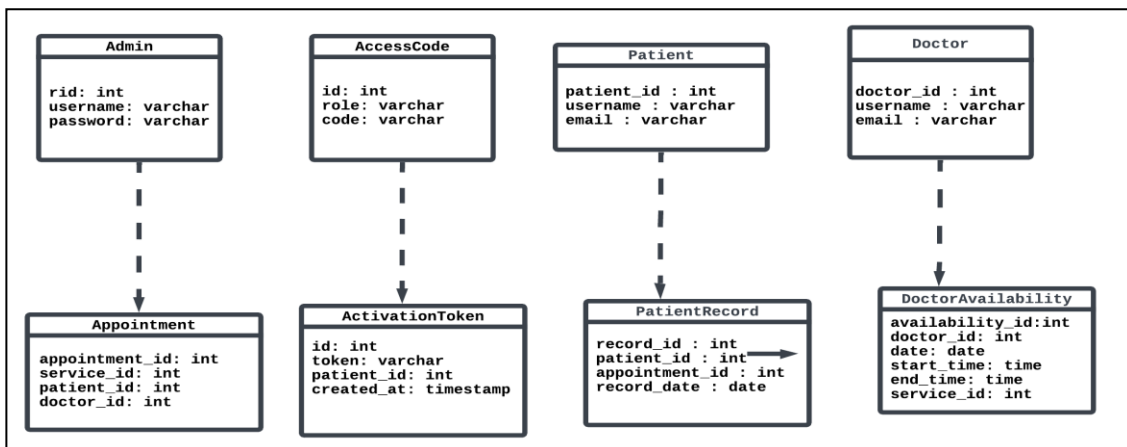 Admin
rid: int
username: varchar
password: varchar
AccessCode
id: int
role: varchar
code: varchar
Patient
patient_id : int
username : varchar
email : varchar
Doctor
doctor_id : int
username : varchar
email : varchar
Appointment
appointment_id: int
service_id: int
patient_id: int
doctor_id: int
ActivationToken
id: int
token: varchar
patient_id: int
created_at: timestamp
PatientRecord
record_id : int
patient_id : int
appointment_id : int
record_date : date
DoctorAvailability
availability_id:int
doctor_id: int
date: date
start_time: time
end_time: time
service_id: int